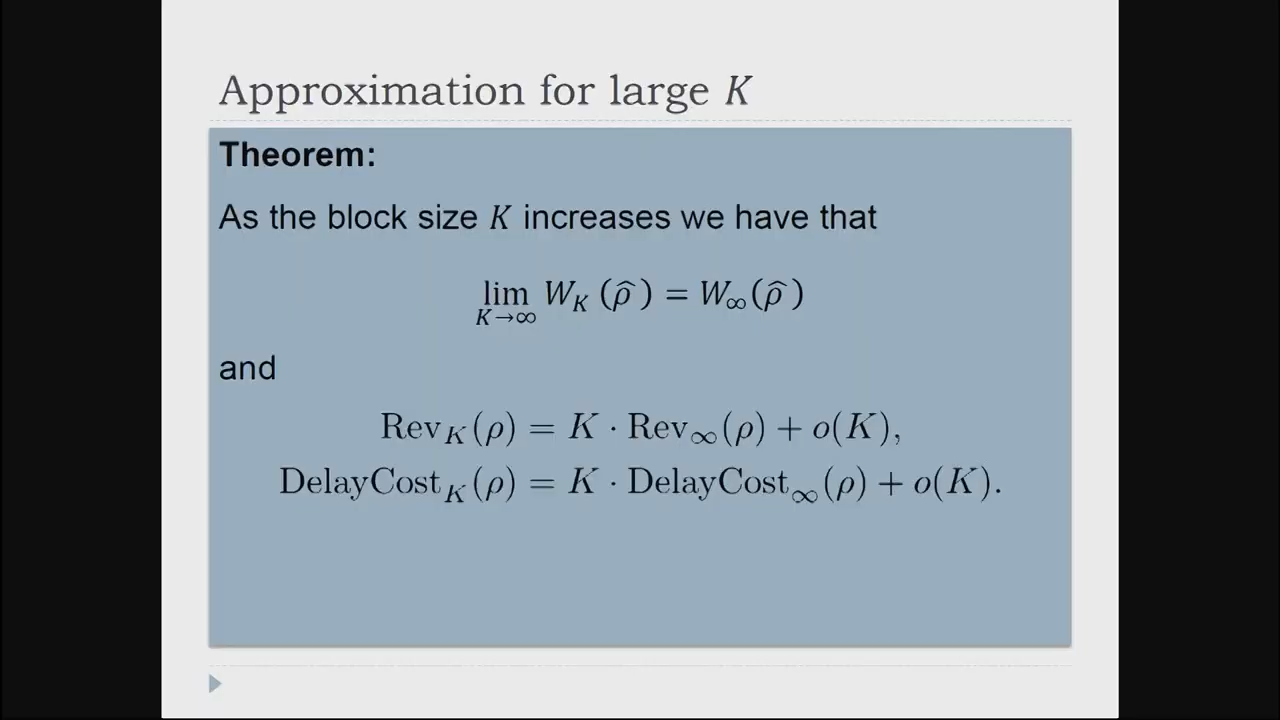 Approximation for large K
Theorem:
As the block size K increases we have that
lim W_K (ρ̂) = W_∞(ρ̂)
K→∞
and
Rev_K(ρ) = K · Rev_∞(ρ) + o(K),
DelayCost_K(ρ) = K · DelayCost_∞(ρ) + o(K).